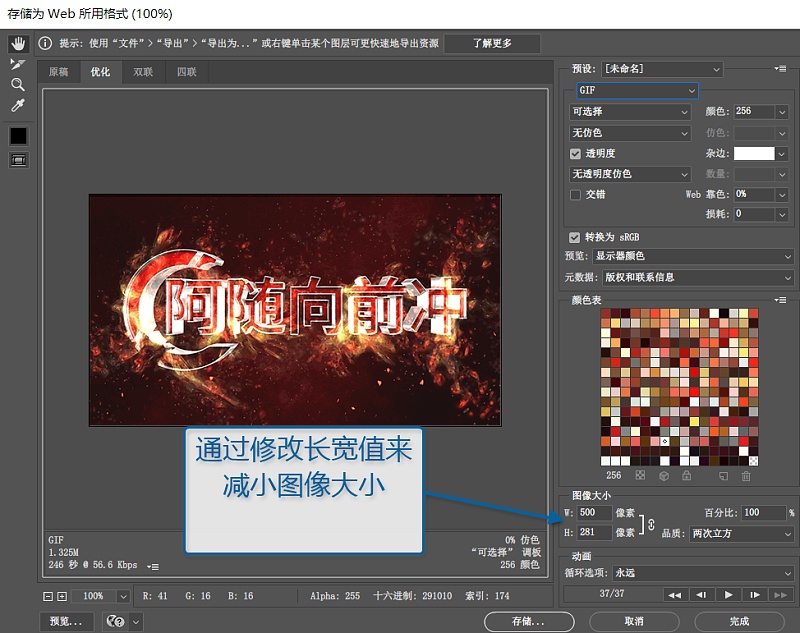 存储为 Web 所用格式 (100%)
提示: 使用“文件”>“导出”>“导出为...”或右键单击某个图层可更快速地导出资源
了解更多
原稿 优化 双联 四联
预设: [未命名]
GIF
可选择 颜色: 256
无仿色 仿色:
透明度 杂边:
无透明度仿色 数量:
交错 Web 靠色: 0%
损耗: 0
转换为 sRGB
预览: 显示器颜色
元数据: 版权和联系信息
颜色表
256
阿随向前冲
通过修改长宽值来
减小图像大小
图像大小
W: 500 像素 百分比: 100 %
H: 281 像素 品质: 两次立方
动画
循环选项: 永远
37/37
GIF
1.325M
246 秒 @ 56.6 Kbps
0% 仿色
“可选择” 调板
256 颜色
100% R: 41 G: 16 B: 16 Alpha: 255 十六进制: 291010 索引: 174
预览... 存储... 取消 完成